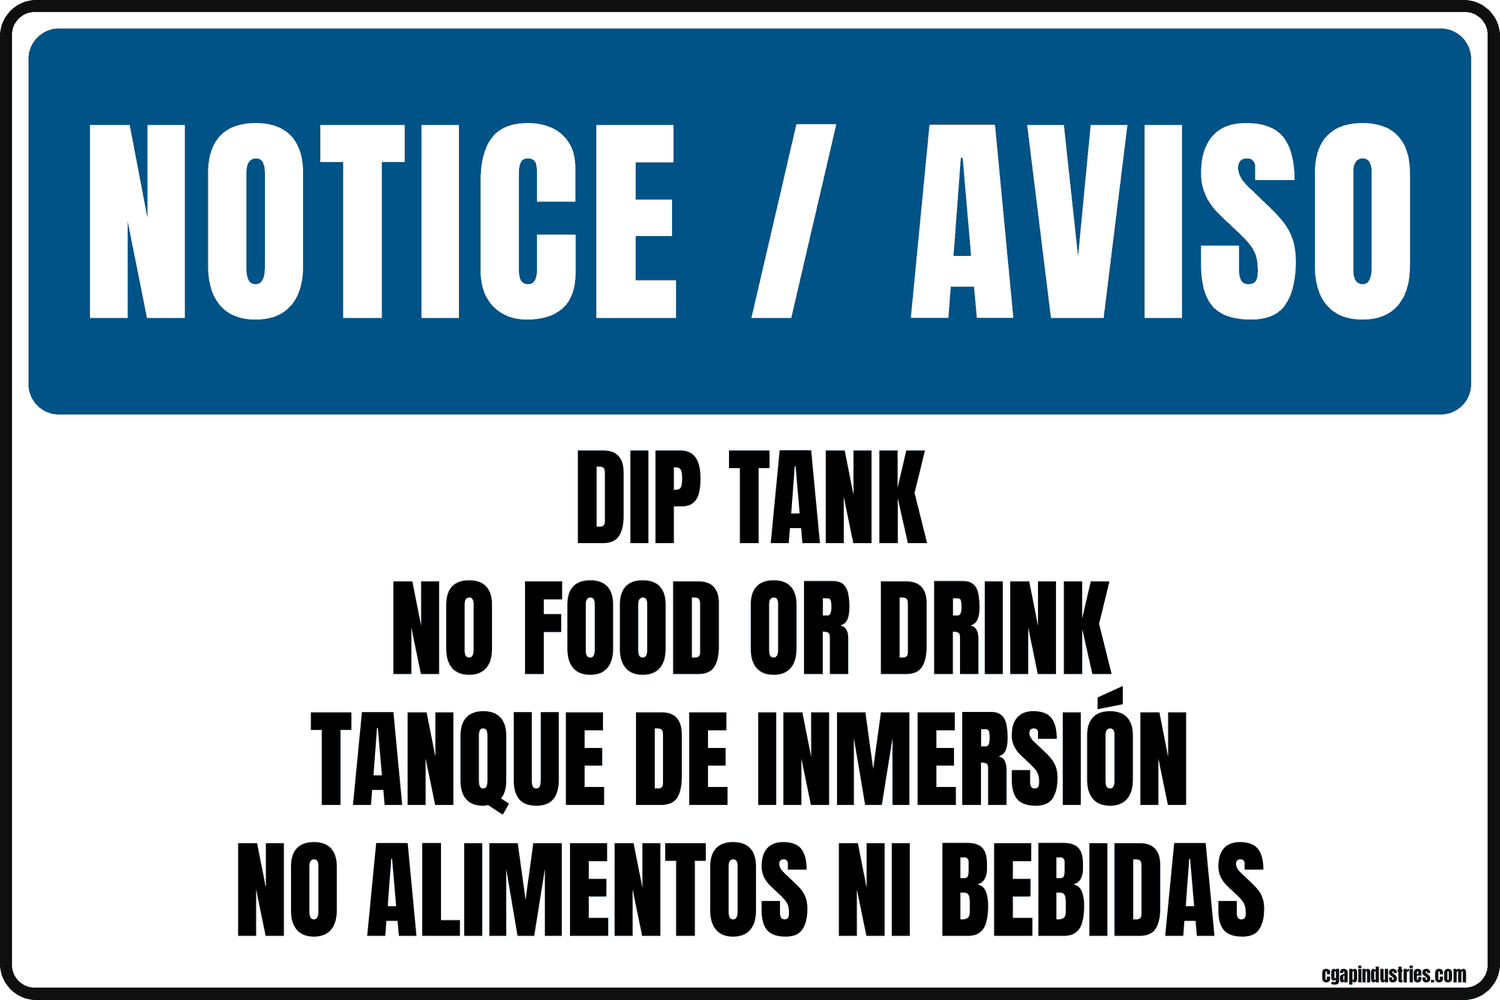 NOTICE / AVISO
DIP TANK
NO FOOD OR DRINK
TANQUE DE INMERSIÓN
NO ALIMENTOS NI BEBIDAS
cgapindustries.com